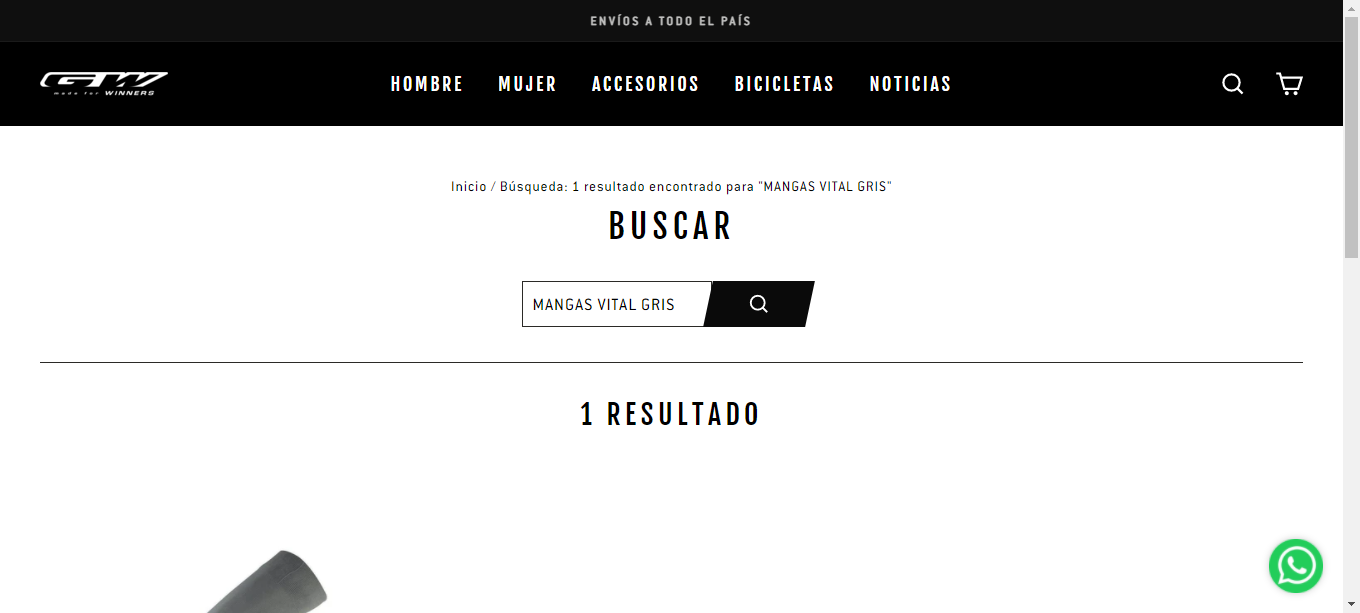 ENVÍOS A TODO EL PAÍS
GW
made for WINNERS
HOMBRE MUJER ACCESORIOS BICICLETAS NOTICIAS
Inicio / Búsqueda: 1 resultado encontrado para "MANGAS VITAL GRIS"
BUSCAR
MANGAS VITAL GRIS
1 RESULTADO